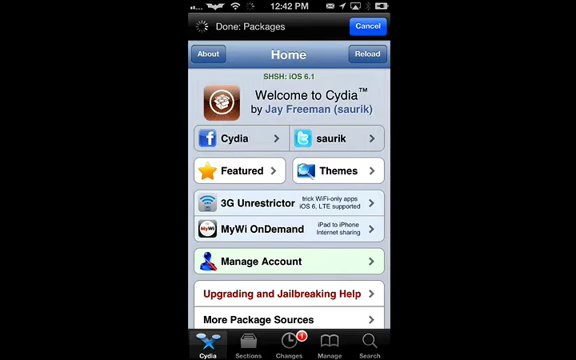 12:42 PM
Done: Packages
Cancel
About
Home
Reload
SHSH: iOS 6.1
Welcome to Cydia™
by Jay Freeman (saurik)
Cydia
saurik
Featured
Themes
3G Unrestrictor
trick WiFi-only apps
iOS 6, LTE supported
MyWi OnDemand
iPad to iPhone
Internet sharing
Manage Account
Upgrading and Jailbreaking Help
More Package Sources
1
Cydia
Sections
Changes
Manage
Search